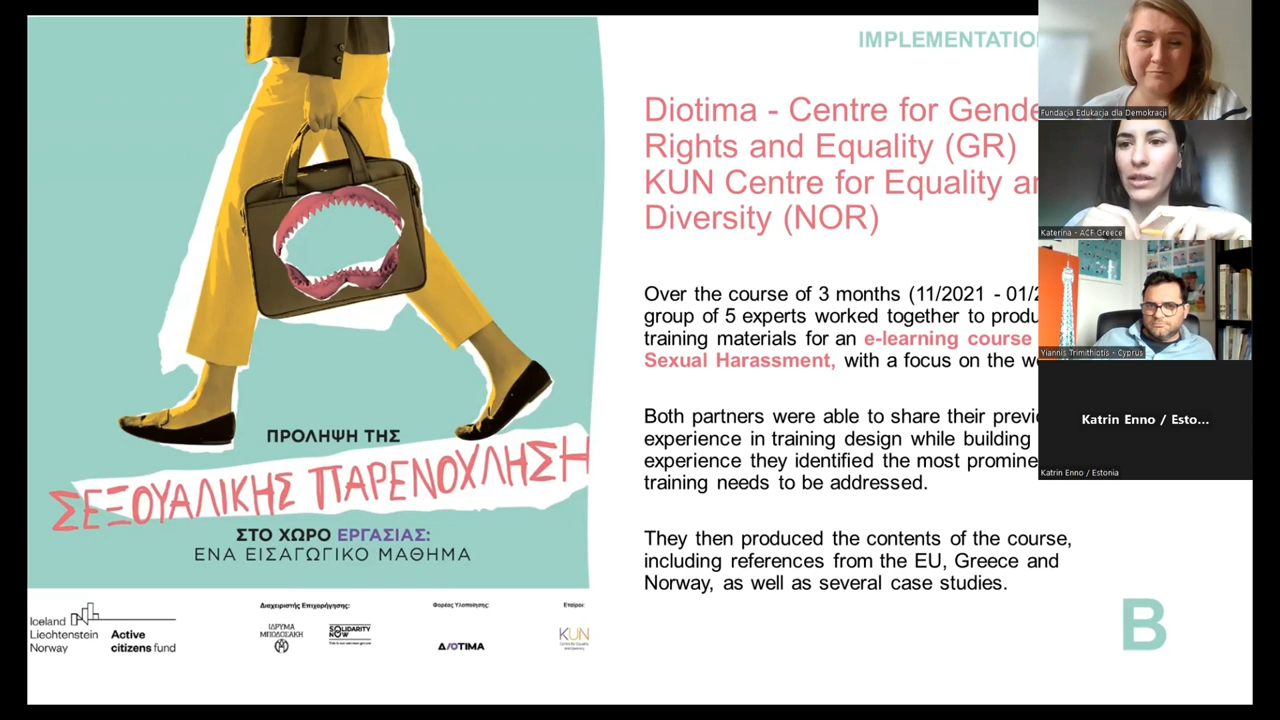 IMPLEMENTATIO
Diotima - Centre for Gende
Rights and Equality (GR)
KUN Centre for Equality an
Diversity (NOR)
Over the course of 3 months (11/2021 - 01/2
group of 5 experts worked together to produ
training materials for an e-learning course
Sexual Harassment, with a focus on the w
Both partners were able to share their previ
experience in training design while building
experience they identified the most promine
training needs to be addressed.
They then produced the contents of the course,
including references from the EU, Greece and
Norway, as well as several case studies.
B
ΠΡΟΛΗΨΗ ΤΗΣ
ΣΕΞΟΥΑΛΙΚΗΣ ΠΑΡΕΝΟΧΛΗΣΗ
ΣΤΟ ΧΩΡΟ ΕΡΓΑΣΙΑΣ:
ΕΝΑ ΕΙΣΑΓΩΓΙΚΟ ΜΑΘΗΜΑ
Iceland
Liechtenstein
Norway
Active
citizens fund
Διαχειριστής Επιχορήγησης:
ΙΔΡΥΜΑ
ΜΠΟΔΟΣΑΚΗ
SOLIDARITY
NOW
Φορέας Υλοποίησης:
Δ/ΟΤΙΜΑ
Εταίρο
KUN
Fundacja Edukacja dla Demokracji
Katerina - ACF Greece
Yiannis Trimithiotis - Cyprus
Katrin Enno / Esto...
Katrin Enno / Estonia